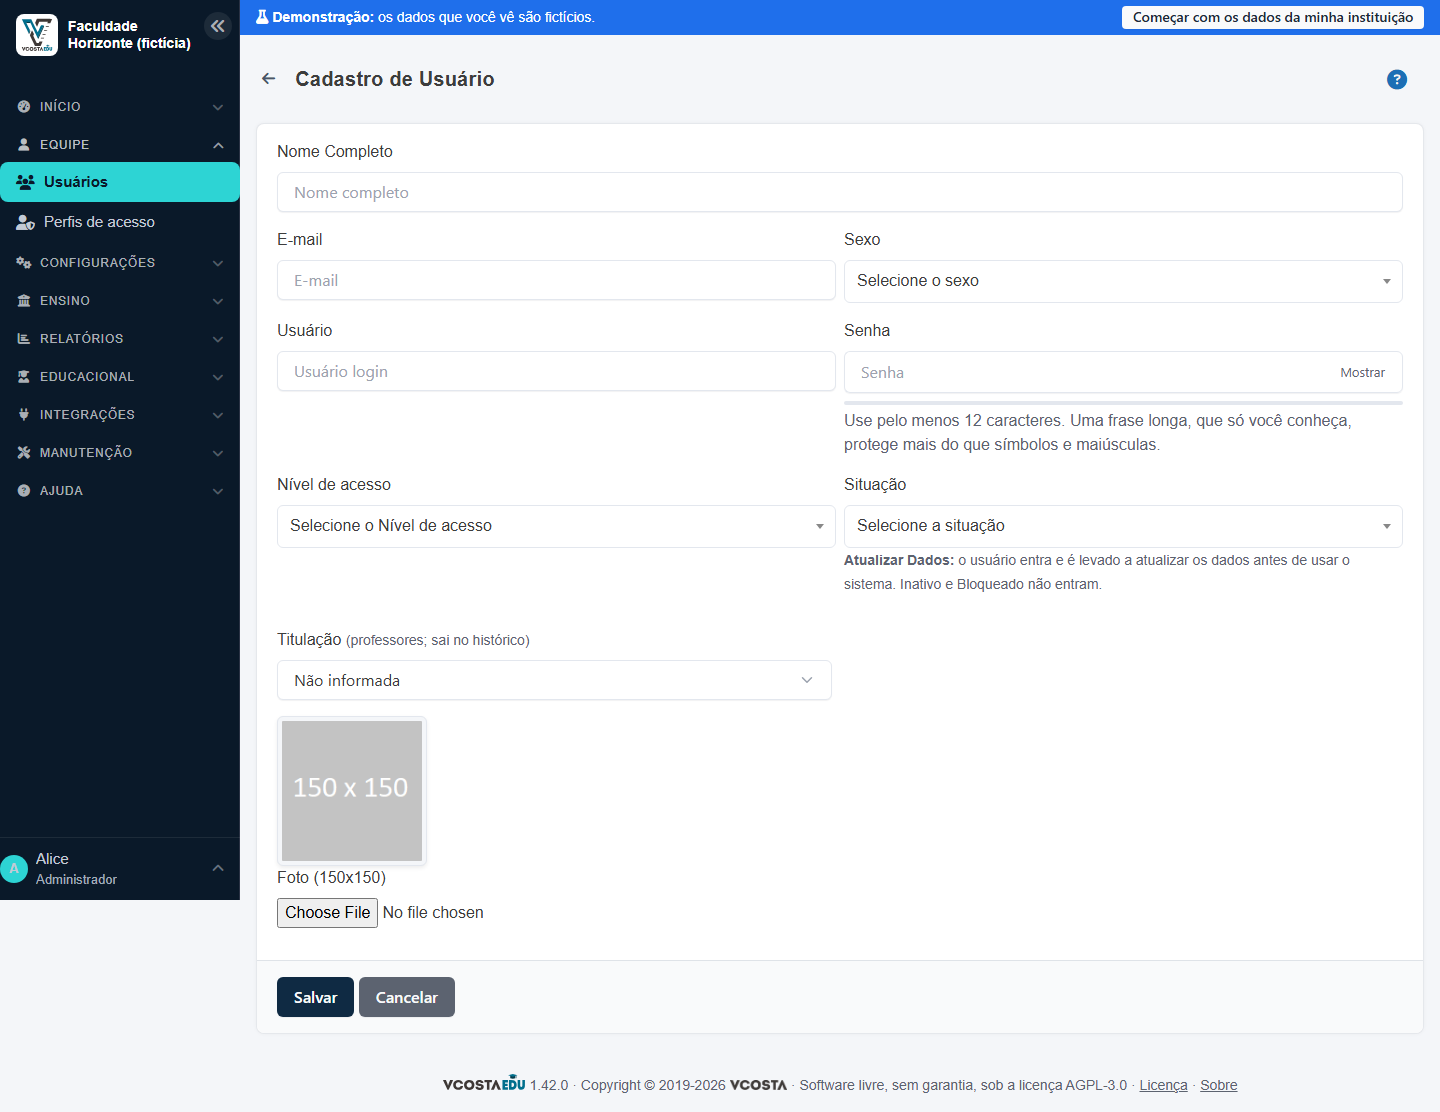 VCOSTAEDU
Faculdade
Horizonte (fictícia)
Demonstração: os dados que você vê são fictícios.
Começar com os dados da minha instituição
INÍCIO
EQUIPE
Usuários
Perfis de acesso
CONFIGURAÇÕES
ENSINO
RELATÓRIOS
EDUCACIONAL
INTEGRAÇÕES
MANUTENÇÃO
AJUDA
A
Alice
Administrador
Cadastro de Usuário
?
Nome Completo
Nome completo
E-mail
E-mail
Sexo
Selecione o sexo
Usuário
Usuário login
Senha
Senha
Mostrar
Use pelo menos 12 caracteres. Uma frase longa, que só você conheça,
protege mais do que símbolos e maiúsculas.
Nível de acesso
Selecione o Nível de acesso
Situação
Selecione a situação
Atualizar Dados: o usuário entra e é levado a atualizar os dados antes de usar o
sistema. Inativo e Bloqueado não entram.
Titulação (professores; sai no histórico)
Não informada
150 x 150
Foto (150x150)
Choose File No file chosen
Salvar
Cancelar
VCOSTAEDU 1.42.0 · Copyright © 2019-2026 VCOSTA · Software livre, sem garantia, sob a licença AGPL-3.0 · Licença · Sobre